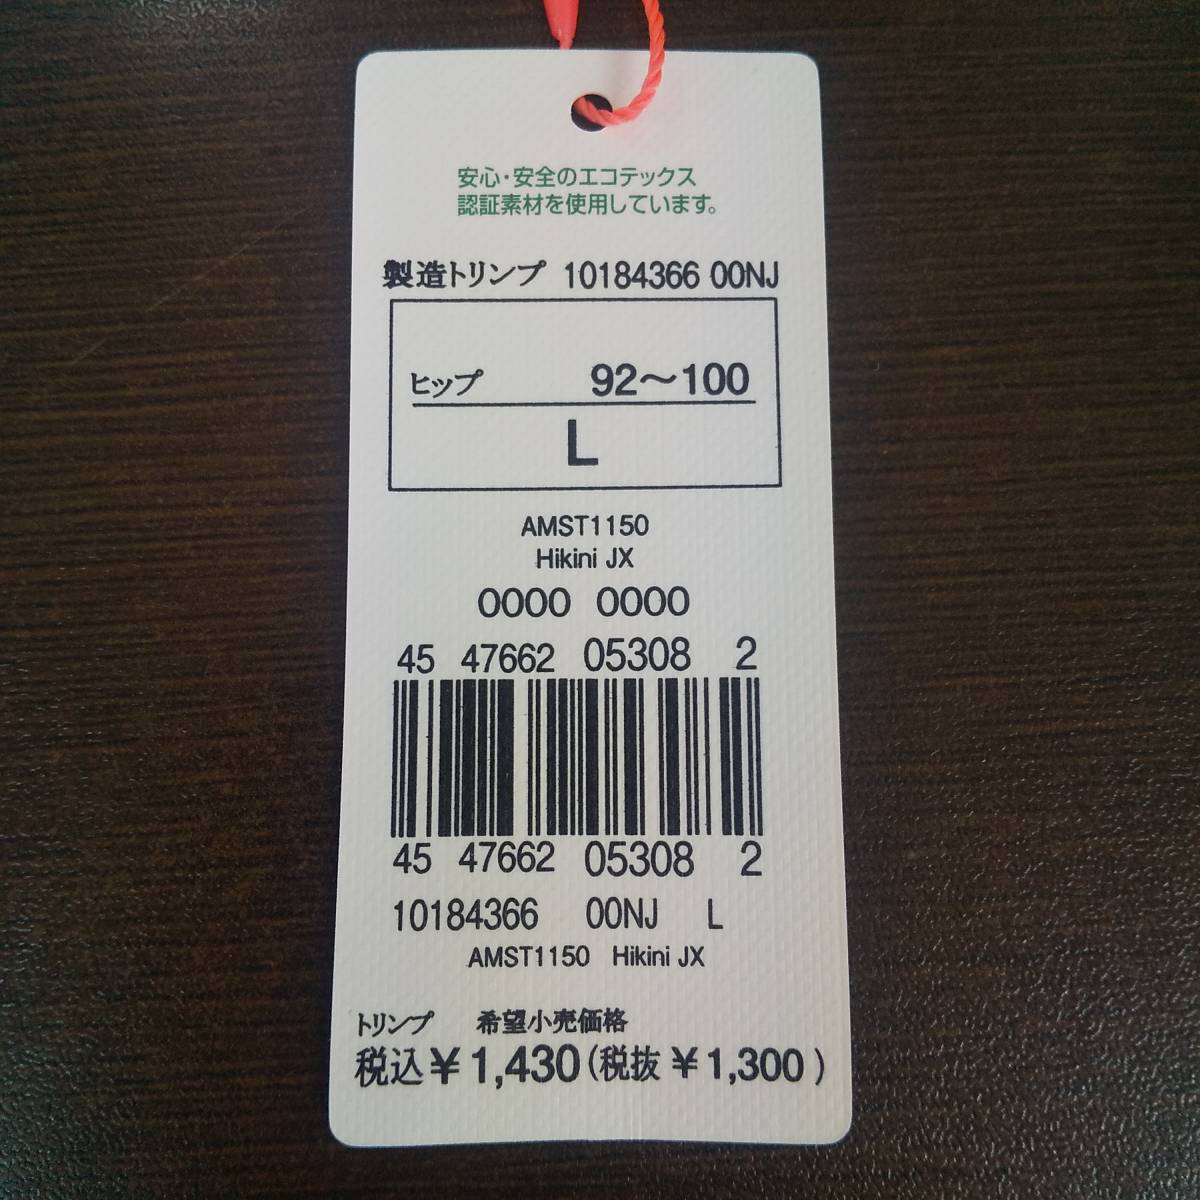 安心・安全のエコテックス
認証素材を使用しています。
製造トリンプ 10184366 00NJ
ヒップ 92～100
L
AMST1150
Hikini JX
0000 0000
45 47662 05308 2
45 47662 05308 2
10184366 00NJ L
AMST1150 Hikini JX
トリンプ 希望小売価格
税込￥1,430(税抜￥1,300)